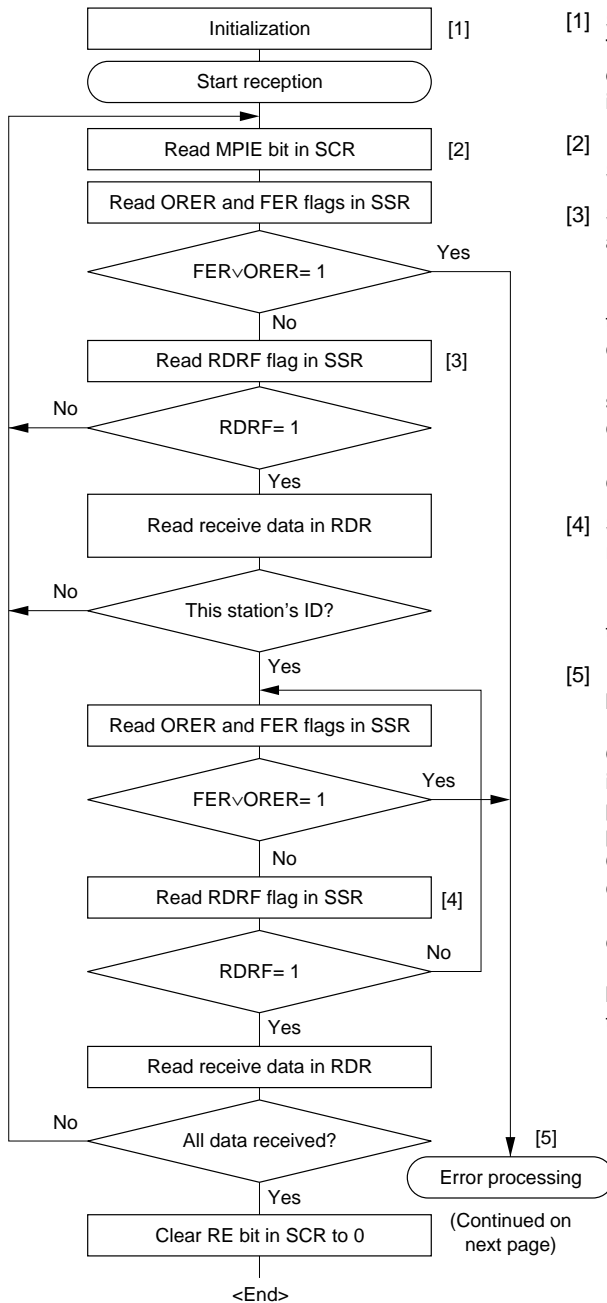 Initialization [1]
Start reception
Read MPIE bit in SCR [2]
Read ORER and FER flags in SSR
FER∨ORER= 1
Yes
No
Read RDRF flag in SSR [3]
RDRF= 1
No
Yes
Read receive data in RDR
No
This station's ID?
Yes
Read ORER and FER flags in SSR
FER∨ORER= 1
Yes
No
Read RDRF flag in SSR [4]
RDRF= 1
No
Yes
Read receive data in RDR
No
All data received?
Yes
Clear RE bit in SCR to 0
<End>
[5]
Error processing
(Continued on
next page)
[1]
[2]
[3]
[4]
[5]